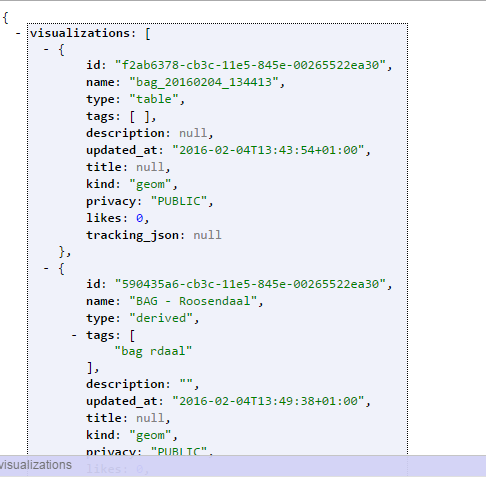 {
- visualizations: [
- {
id: "f2ab6378-cb3c-11e5-845e-00265522ea30",
name: "bag_20160204_134413",
type: "table",
tags: [ ],
description: null,
updated_at: "2016-02-04T13:43:54+01:00",
title: null,
kind: "geom",
privacy: "PUBLIC",
likes: 0,
tracking_json: null
},
- {
id: "590435a6-cb3c-11e5-845e-00265522ea30",
name: "BAG - Roosendaal",
type: "derived",
- tags: [
"bag rdaal"
],
description: "",
updated_at: "2016-02-04T13:49:38+01:00",
title: null,
kind: "geom",
privacy: "PUBLIC",
visualizations
likes: 0,